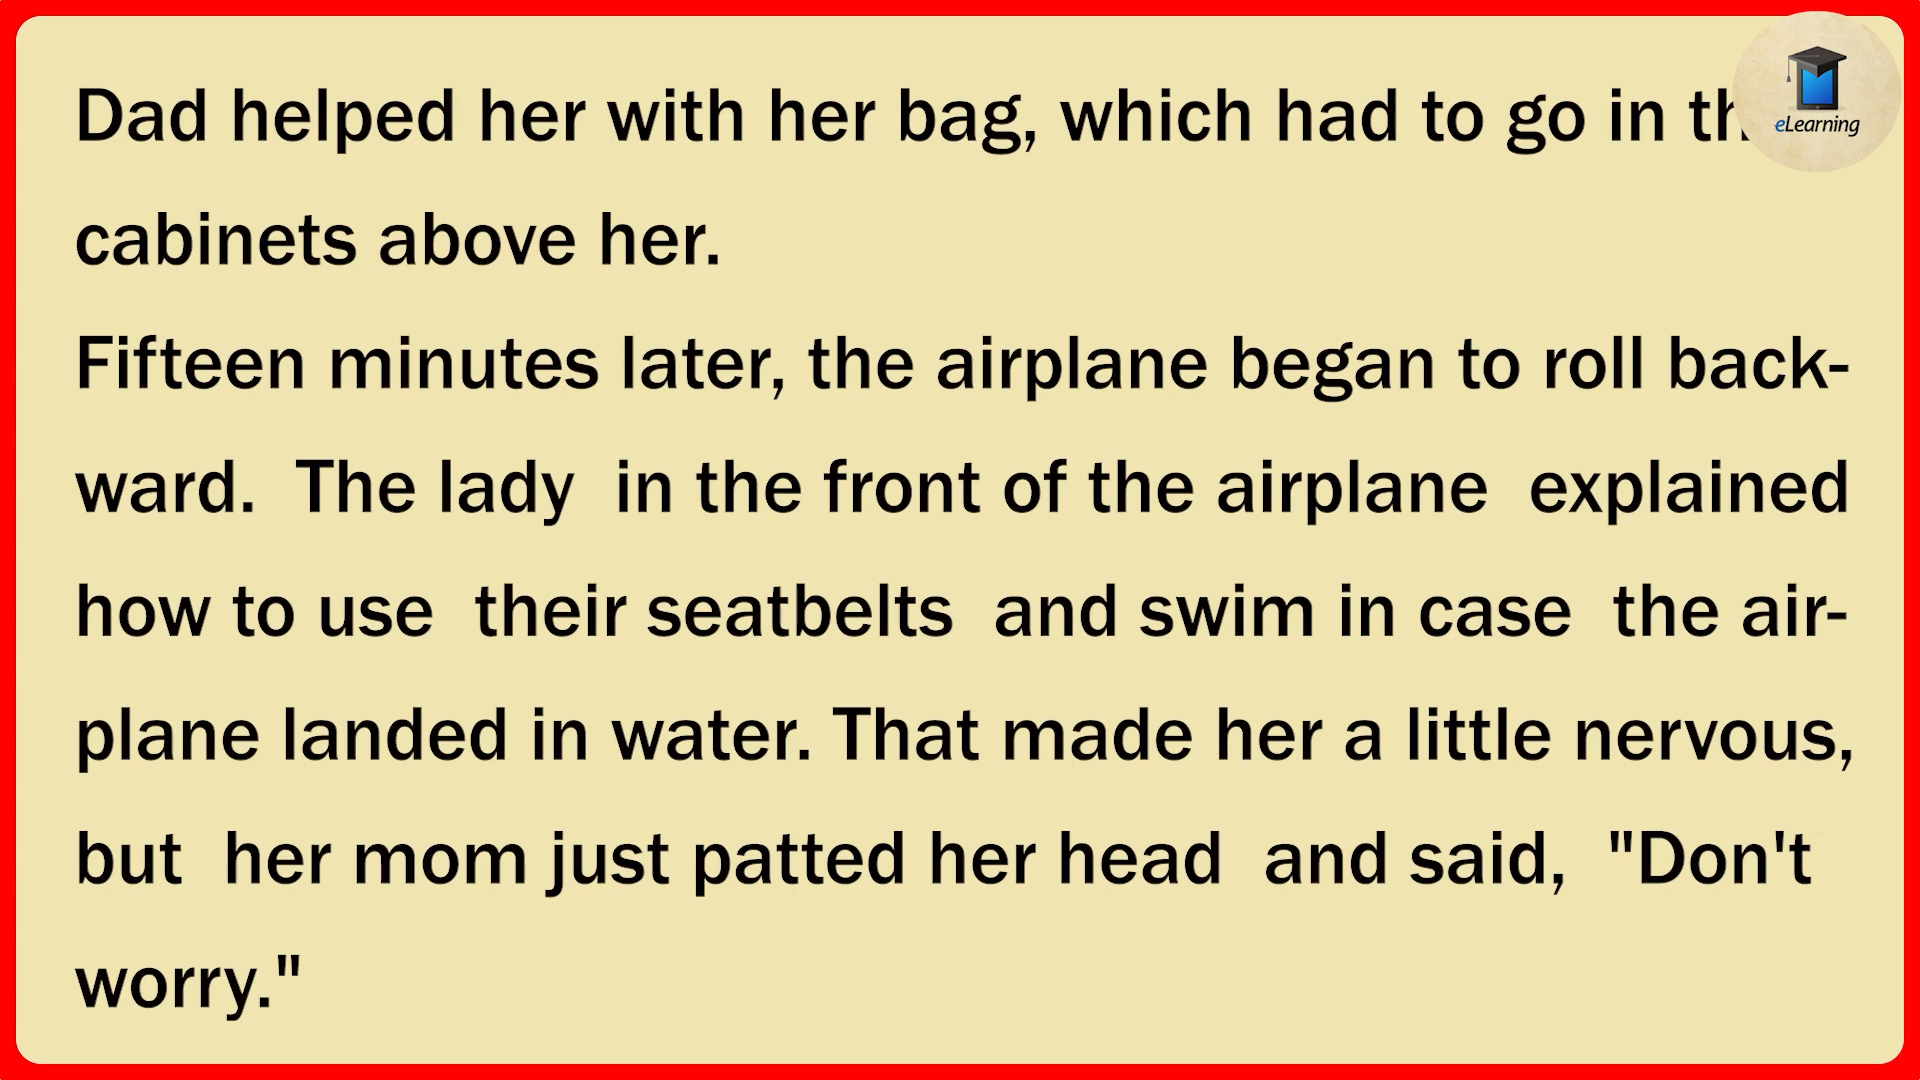 Dad helped her with her bag, which had to go in
cabinets above her.
Fifteen minutes later, the airplane began to roll back-
ward. The lady in the front of the airplane explained
how to use their seatbelts and swim in case the air-
plane landed in water. That made her a little nervous,
but her mom just patted her head and said, "Don't
worry."
eLearning